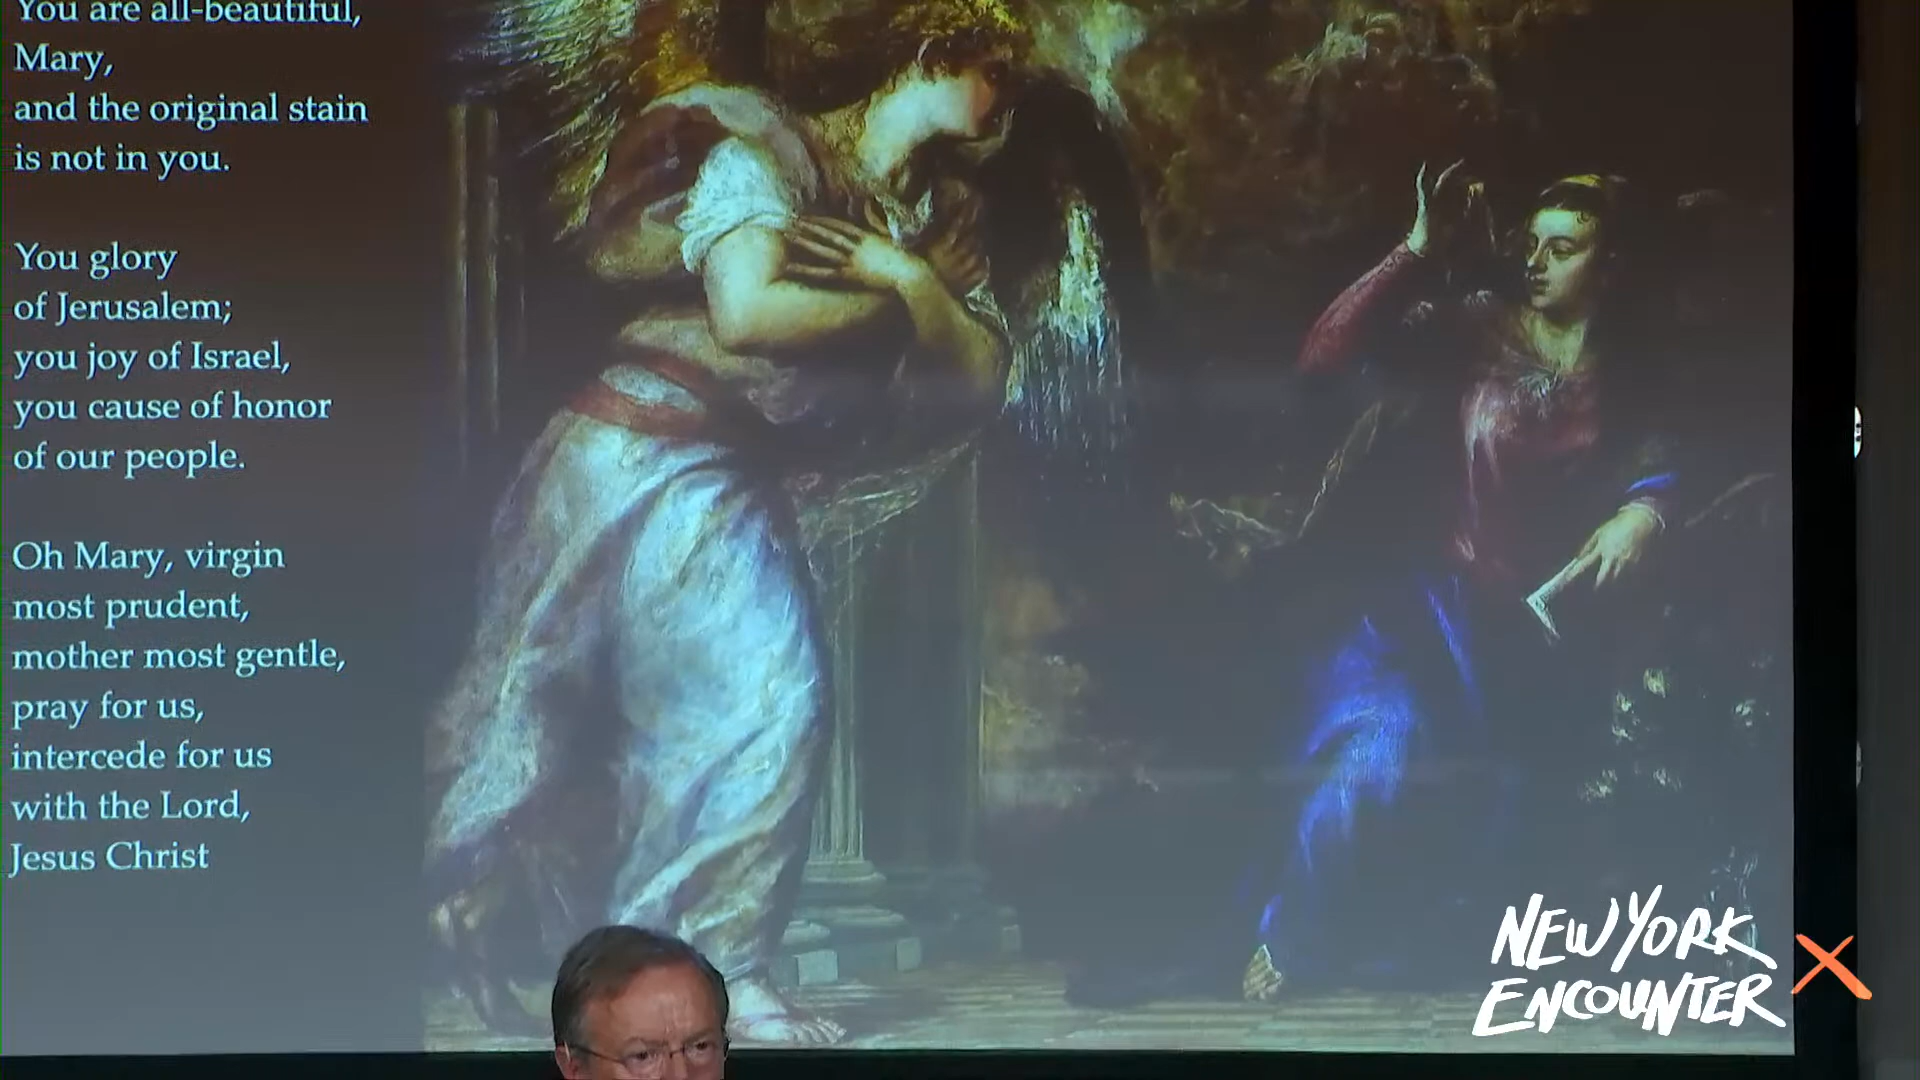 You are all-beautiful,
Mary,
and the original stain
is not in you.
You glory
of Jerusalem;
you joy of Israel,
you cause of honor
of our people.
Oh Mary, virgin
most prudent,
mother most gentle,
pray for us,
intercede for us
with the Lord,
Jesus Christ
NEW YORK
ENCOUNTER